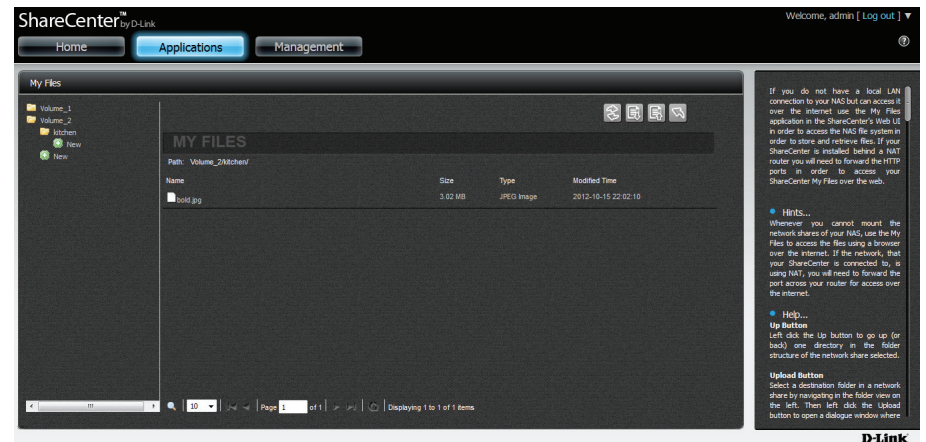 ShareCenter™ by D-Link
Welcome, admin [ Log out ] ▼
Home
Applications
Management
?
My Files
Volume_1
Volume_2
kitchen
New
New
MY FILES
Path: Volume_2/kitchen/
Name Size Type Modified Time
bold.jpg 3.02 MB JPEG Image 2012-10-15 22:02:10
10 Page 1 of 1 Displaying 1 to 1 of 1 items
If you do not have a local LAN
connection to your NAS but can access it
over the internet use the My Files
application in the ShareCenter's Web UI
in order to access the NAS file system in
order to store and retrieve files. If your
ShareCenter is installed behind a NAT
router you will need to forward the HTTP
ports in order to access your
ShareCenter My Files over the web.
Hints...
Whenever you cannot mount the
network shares of your NAS, use the My
Files to access the files using a browser
over the internet. If the network, that
your ShareCenter is connected to, is
using NAT, you will need to forward the
port across your router for access over
the internet.
Help...
Up Button
Left click the Up button to go up (or
back) one directory in the folder
structure of the network share selected.
Upload Button
Select a destination folder in a network
share by navigating in the folder view on
the left. Then left click the Upload
button to open a dialogue window where
D-Link